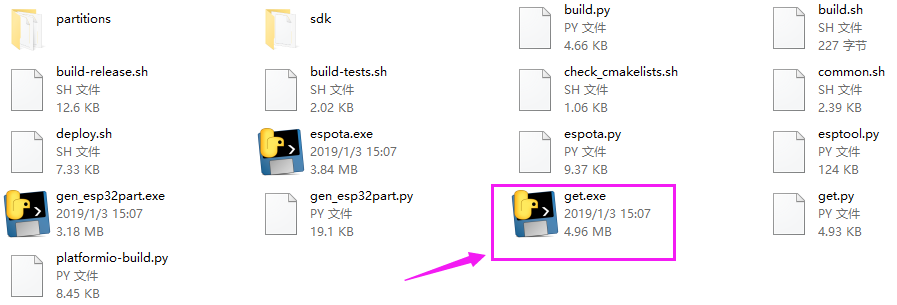 partitions
sdk
build.py
PY 文件
4.66 KB
build.sh
SH 文件
227 字节
build-release.sh
SH 文件
12.6 KB
build-tests.sh
SH 文件
2.02 KB
check_cmakelists.sh
SH 文件
1.06 KB
common.sh
SH 文件
2.39 KB
deploy.sh
SH 文件
7.33 KB
espota.exe
2019/1/3 15:07
3.84 MB
espota.py
PY 文件
9.37 KB
esptool.py
PY 文件
124 KB
gen_esp32part.exe
2019/1/3 15:07
3.18 MB
gen_esp32part.py
PY 文件
19.1 KB
get.exe
2019/1/3 15:07
4.96 MB
get.py
PY 文件
4.93 KB
platformio-build.py
PY 文件
8.45 KB